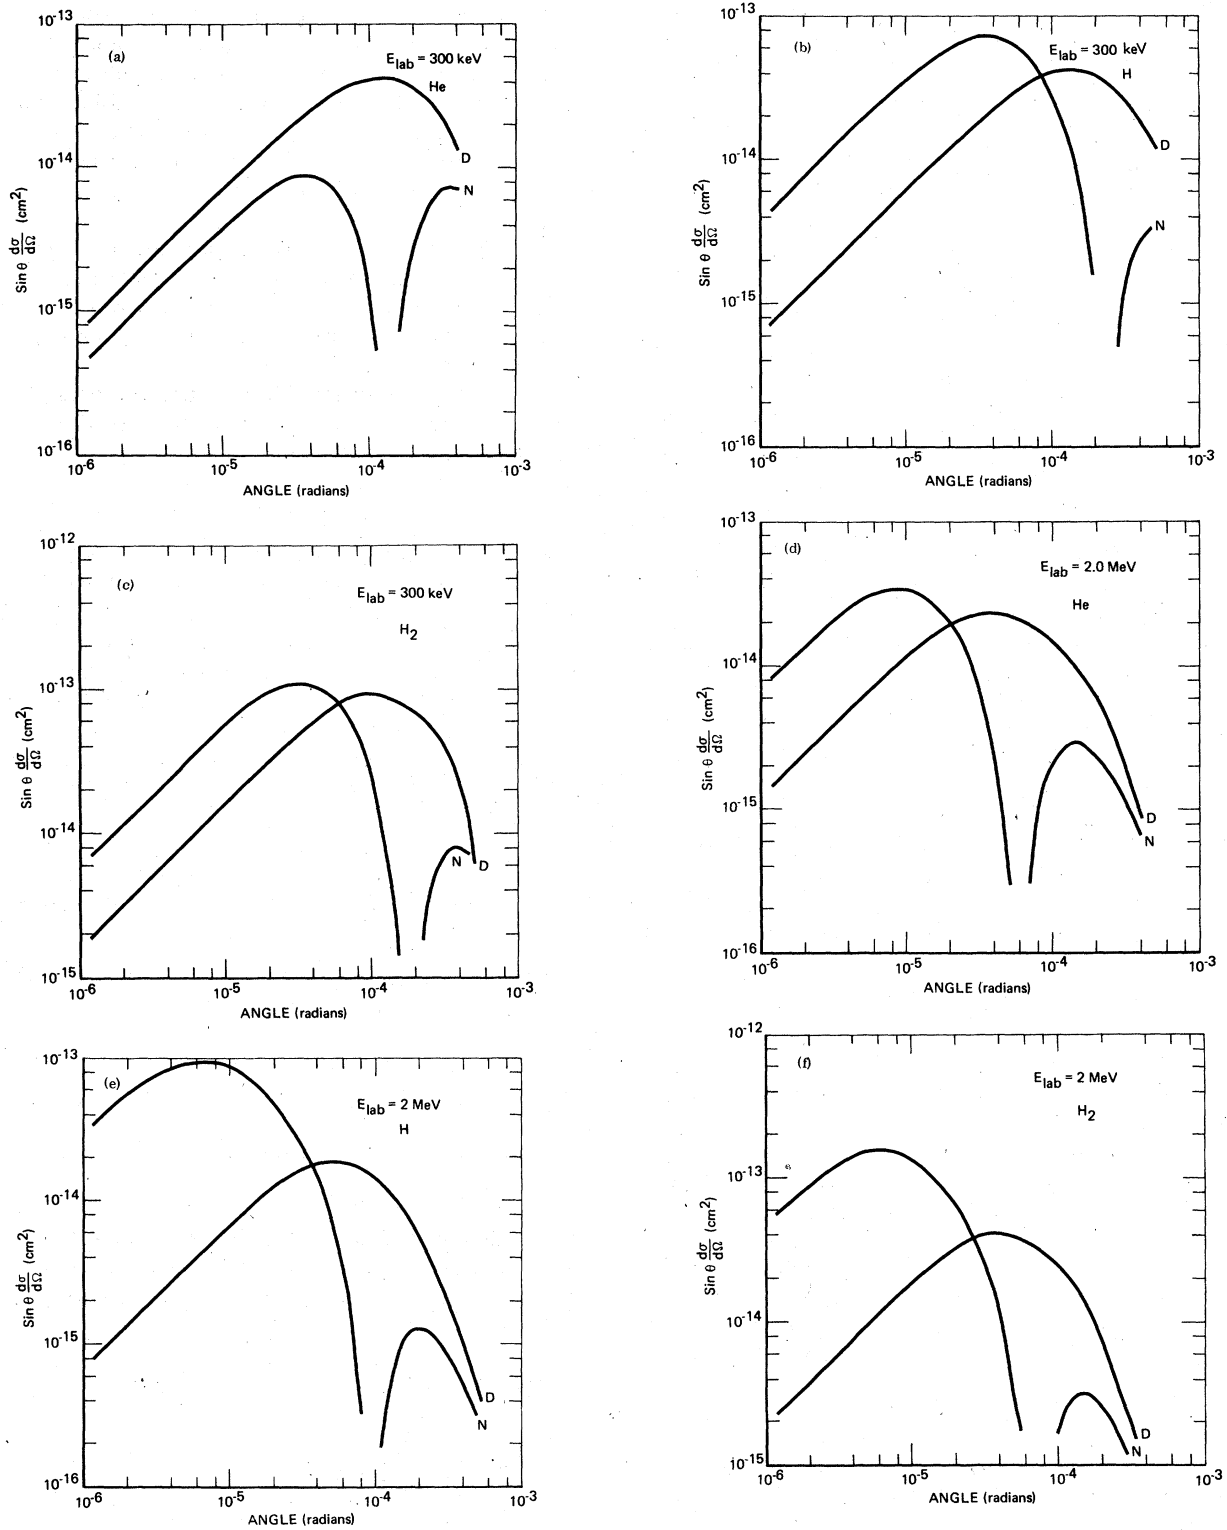 (a)
E_lab = 300 keV
He
10^-13
10^-14
10^-15
10^-16
Sin θ dσ/dΩ (cm^2)
D
N
10^-6 10^-5 10^-4 10^-3
ANGLE (radians)
(b)
E_lab = 300 keV
H
10^-13
10^-14
10^-15
10^-16
Sin θ dσ/dΩ (cm^2)
D
N
10^-6 10^-5 10^-4 10^-3
ANGLE (radians)
(c)
E_lab = 300 keV
H_2
10^-12
10^-13
10^-14
10^-15
Sin θ dσ/dΩ (cm^2)
N D
10^-6 10^-5 10^-4 10^-3
ANGLE (radians)
(d)
E_lab = 2.0 MeV
He
10^-13
10^-14
10^-15
10^-16
Sin θ dσ/dΩ (cm^2)
D
N
10^-6 10^-5 10^-4 10^-3
ANGLE (radians)
(e)
E_lab = 2 MeV
H
10^-13
10^-14
10^-15
10^-16
Sin θ dσ/dΩ (cm^2)
D
N
10^-6 10^-5 10^-4 10^-3
ANGLE (radians)
(f)
E_lab = 2 MeV
H_2
10^-12
10^-13
10^-14
10^-15
Sin θ dσ/dΩ (cm^2)
D
N
10^-6 10^-5 10^-4 10^-3
ANGLE (radians)